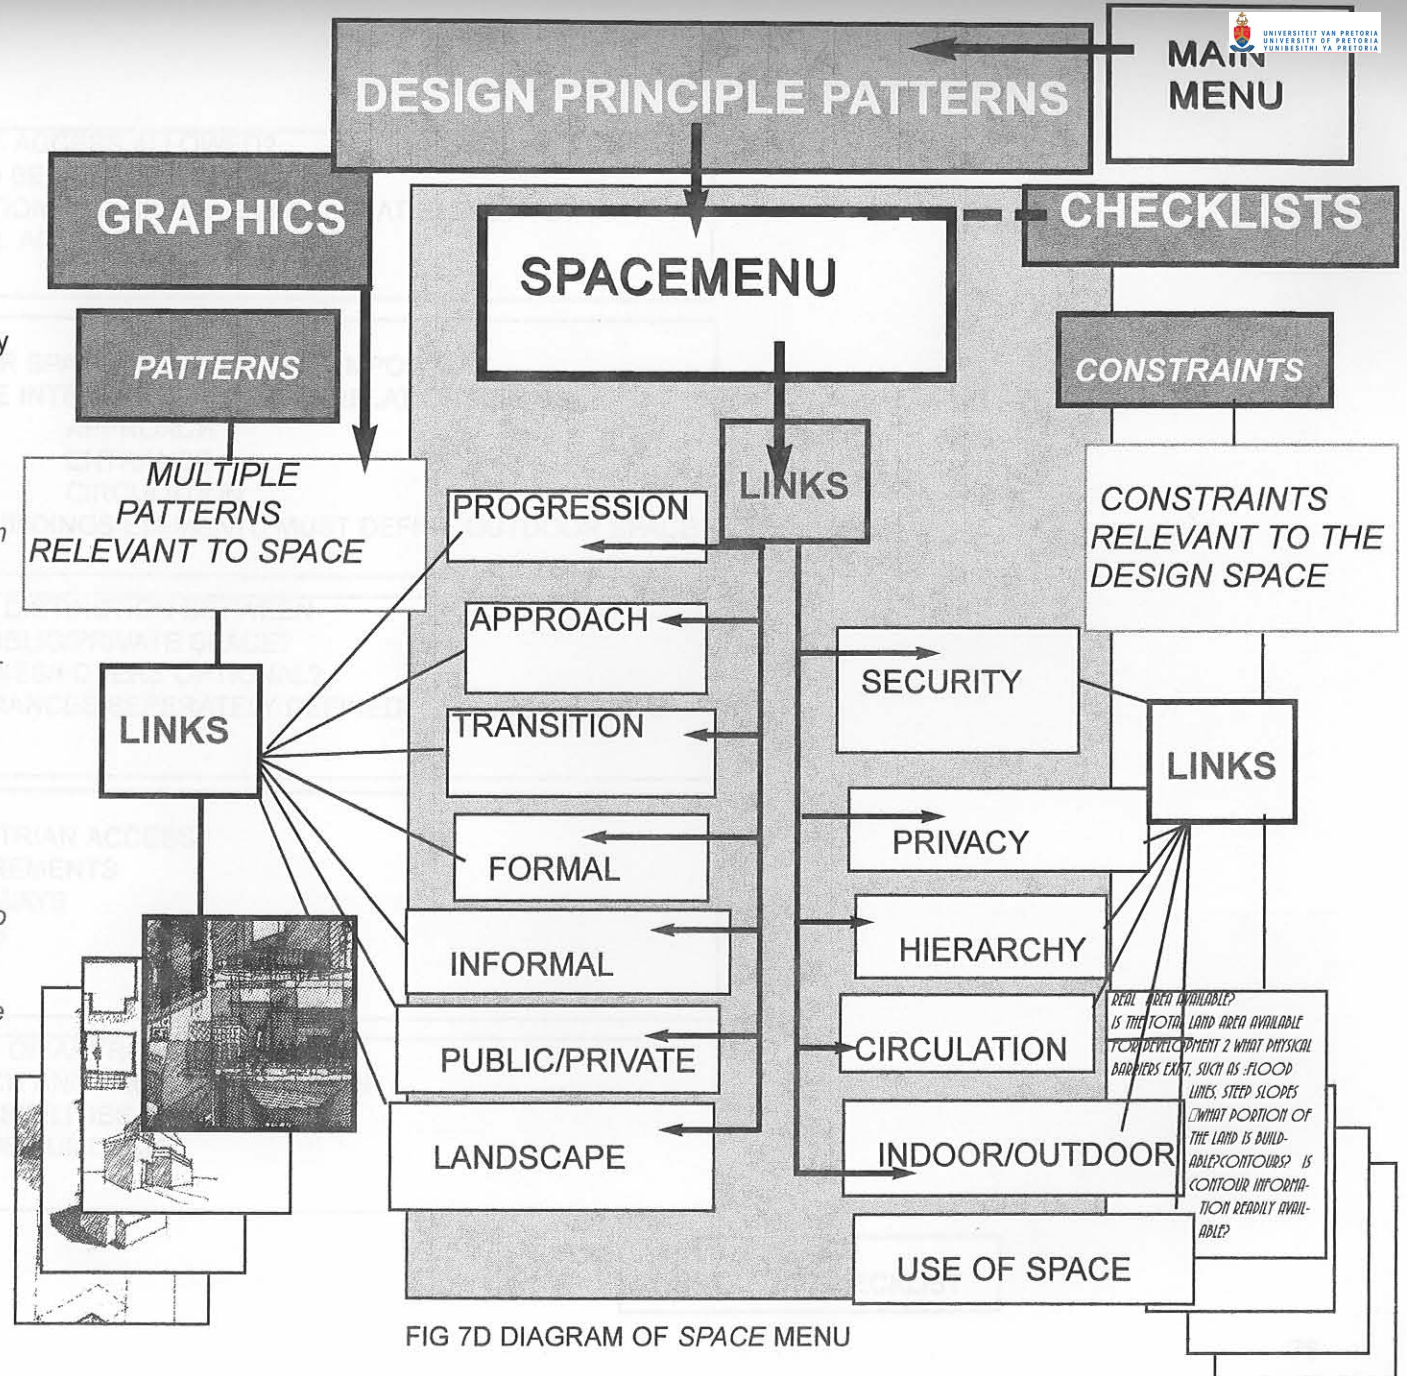 UNIVERSITEIT VAN PRETORIA
UNIVERSITY OF PRETORIA
YUNIBESITHI YA PRETORIA
MAIN
MENU
DESIGN PRINCIPLE PATTERNS
GRAPHICS
CHECKLISTS
SPACEMENU
PATTERNS
CONSTRAINTS
MULTIPLE
PATTERNS
RELEVANT TO SPACE
LINKS
CONSTRAINTS
RELEVANT TO THE
DESIGN SPACE
PROGRESSION
APPROACH
TRANSITION
FORMAL
INFORMAL
PUBLIC/PRIVATE
LANDSCAPE
LINKS
SECURITY
PRIVACY
HIERARCHY
CIRCULATION
INDOOR/OUTDOOR
USE OF SPACE
LINKS
REAL AREA AVAILABLE?
IS THE TOTAL LAND AREA AVAILABLE
FOR DEVELOPMENT 2 WHAT PHYSICAL
BARRIERS EXIST, SUCH AS :FLOOD
LINES, STEEP SLOPES
WHAT PORTION OF
THE LAND IS BUILD-
ABLE?CONTOURS? IS
CONTOUR INFORMA-
TION READILY AVAIL-
ABLE?
FIG 7D DIAGRAM OF SPACE MENU